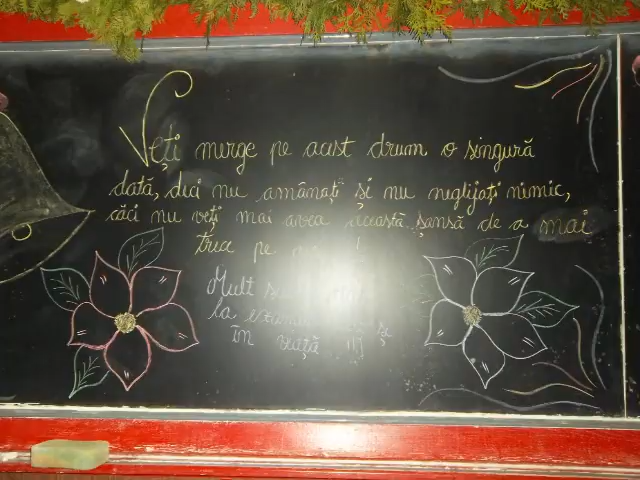 Veți merge pe acest drum o singură
dată, deci nu amânați și nu neglijați nimic,
căci nu veți mai avea această șansă de a mai
trece pe
Mult
la
în viață și